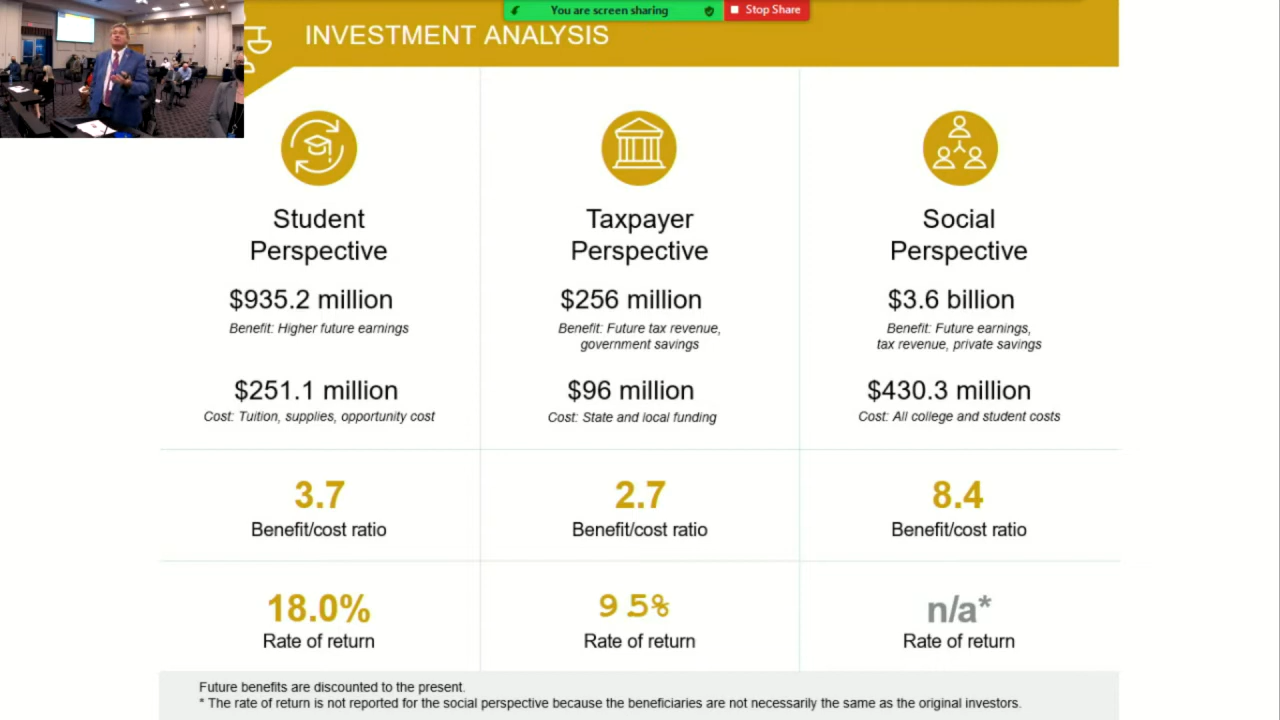 You are screen sharing
Stop Share
INVESTMENT ANALYSIS
Student
Perspective
$935.2 million
Benefit: Higher future earnings
$251.1 million
Cost: Tuition, supplies, opportunity cost
3.7
Benefit/cost ratio
18.0%
Rate of return
Taxpayer
Perspective
$256 million
Benefit: Future tax revenue,
government savings
$96 million
Cost: State and local funding
2.7
Benefit/cost ratio
9.5%
Rate of return
Social
Perspective
$3.6 billion
Benefit: Future earnings,
tax revenue, private savings
$430.3 million
Cost: All college and student costs
8.4
Benefit/cost ratio
n/a*
Rate of return
Future benefits are discounted to the present.
* The rate of return is not reported for the social perspective because the beneficiaries are not necessarily the same as the original investors.